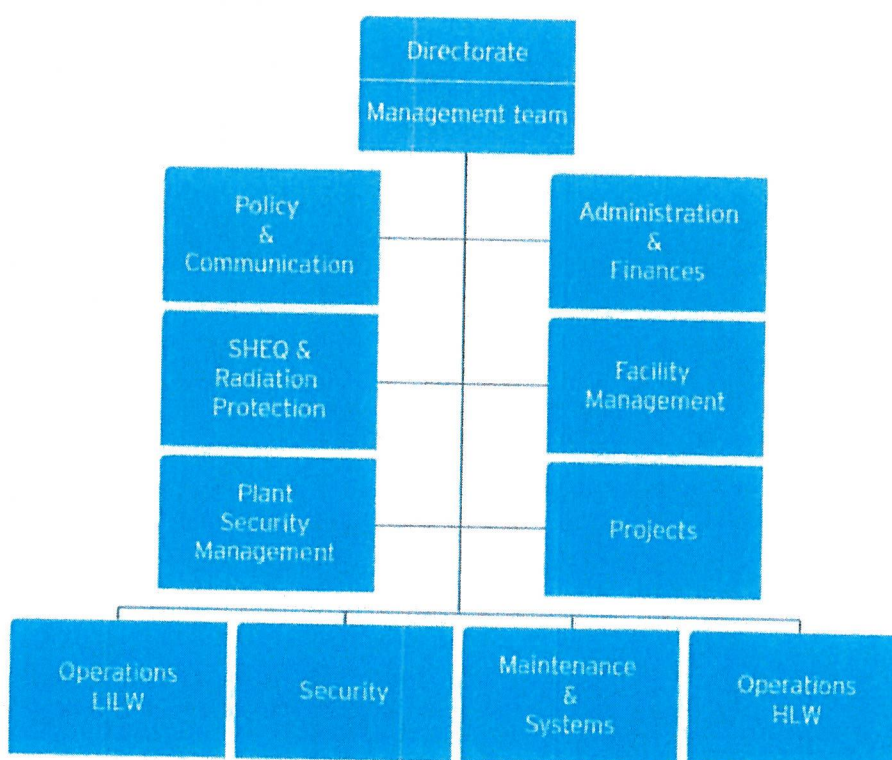 Directorate
Management team
Policy
&
Communication
Administration
&
Finances
SHEQ &
Radiation
Protection
Facility
Management
Plant
Security
Management
Projects
Operations
LILW
Security
Maintenance
&
Systems
Operations
HLW